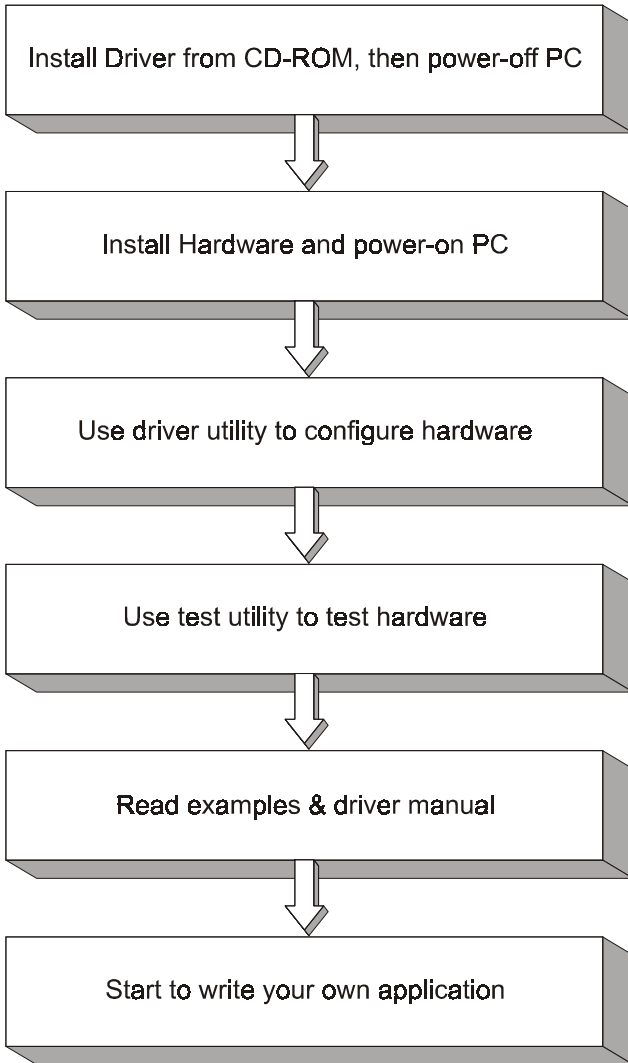 Install Driver from CD-ROM, then power-off PC
Install Hardware and power-on PC
Use driver utility to configure hardware
Use test utility to test hardware
Read examples & driver manual
Start to write your own application